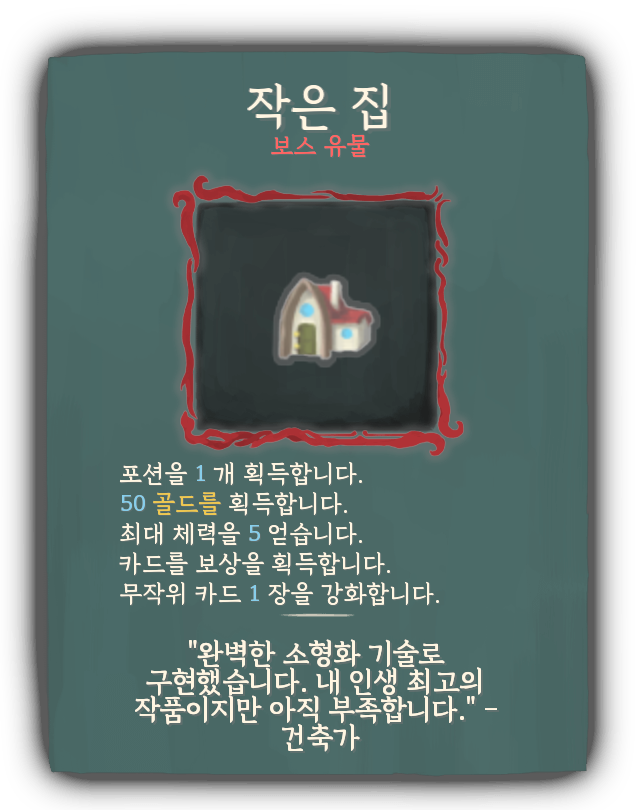 작은 집
보스 유물
포션을 1 개 획득합니다.
50 골드를 획득합니다.
최대 체력을 5 얻습니다.
카드를 보상을 획득합니다.
무작위 카드 1 장을 강화합니다.
"완벽한 소형화 기술로
구현했습니다. 내 인생 최고의
작품이지만 아직 부족합니다." –
건축가